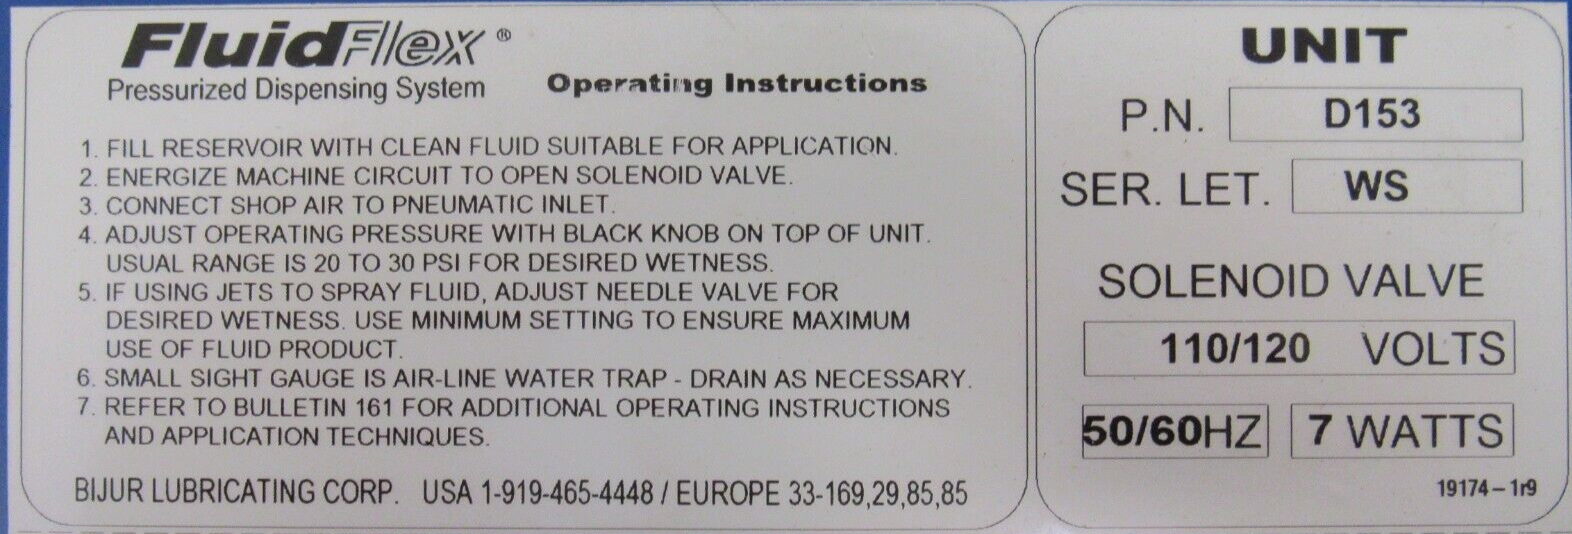 FluidFlex®
Pressurized Dispensing System
Operating Instructions
1. FILL RESERVOIR WITH CLEAN FLUID SUITABLE FOR APPLICATION.
2. ENERGIZE MACHINE CIRCUIT TO OPEN SOLENOID VALVE.
3. CONNECT SHOP AIR TO PNEUMATIC INLET.
4. ADJUST OPERATING PRESSURE WITH BLACK KNOB ON TOP OF UNIT.
USUAL RANGE IS 20 TO 30 PSI FOR DESIRED WETNESS.
5. IF USING JETS TO SPRAY FLUID, ADJUST NEEDLE VALVE FOR
DESIRED WETNESS. USE MINIMUM SETTING TO ENSURE MAXIMUM
USE OF FLUID PRODUCT.
6. SMALL SIGHT GAUGE IS AIR-LINE WATER TRAP - DRAIN AS NECESSARY.
7. REFER TO BULLETIN 161 FOR ADDITIONAL OPERATING INSTRUCTIONS
AND APPLICATION TECHNIQUES.
BIJUR LUBRICATING CORP. USA 1-919-465-4448 / EUROPE 33-169,29,85,85
UNIT
P.N. D153
SER. LET. WS
SOLENOID VALVE
110/120 VOLTS
50/60HZ 7 WATTS
19174-1r9